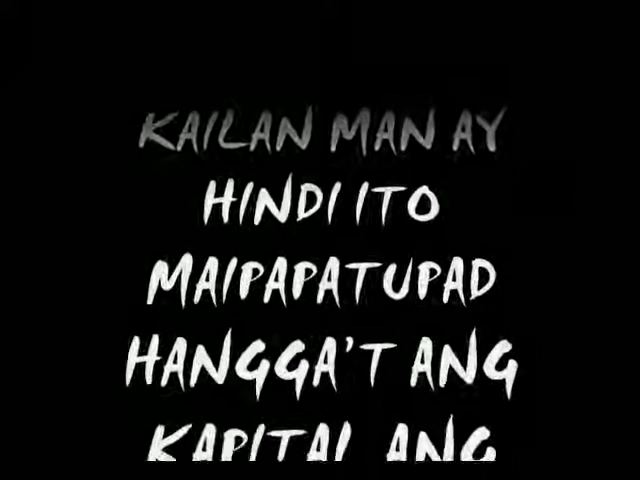 KAILAN MAN AY
HINDI ITO
MAIPAPATUPAD
HANGGA'T ANG
KAPITAL ANG